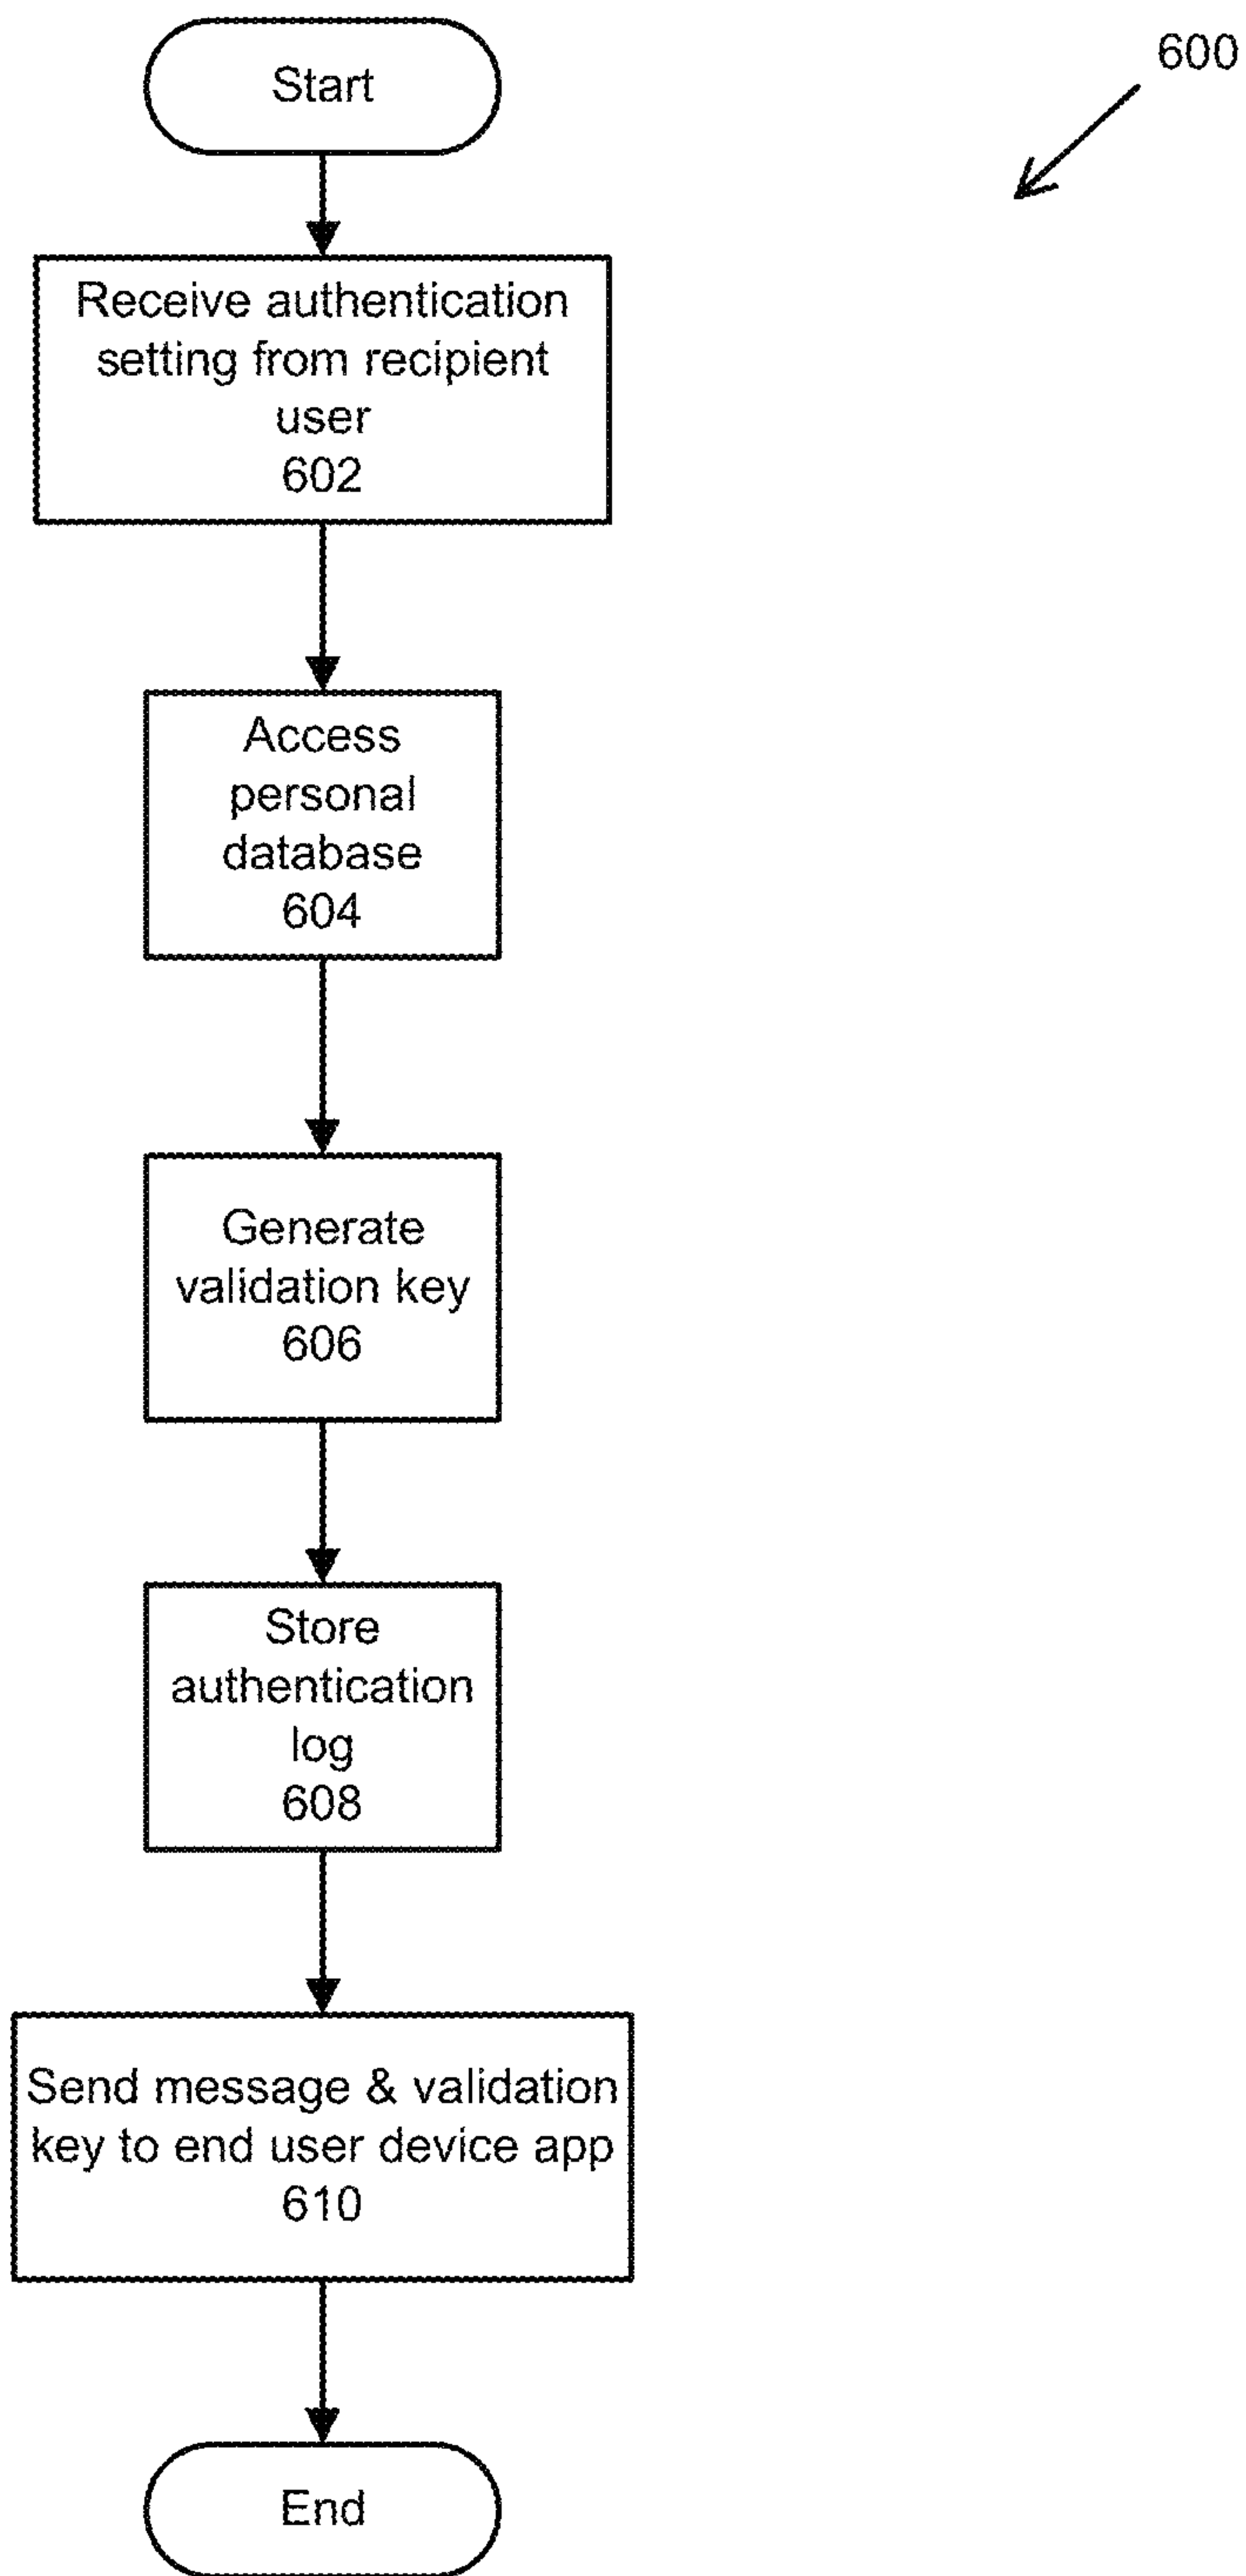 Start
600
Receive authentication
setting from recipient
user
602
Access
personal
database
604
Generate
validation key
606
Store
authentication
log
608
Send message & validation
key to end user device app
610
End